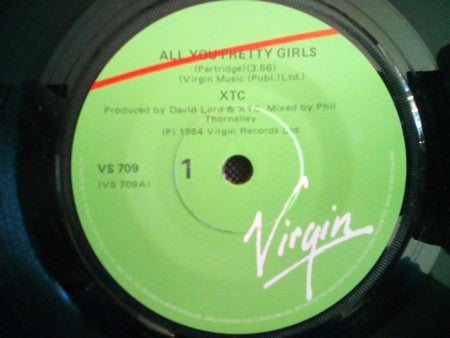 ALL YOU PRETTY GIRLS
(Partridge)(3.56)
(Virgin Music (Publ.) Ltd.)
XTC
Produced by David Lord & XTC, Mixed by Phil
Thornalley
(P) 1984 Virgin Records Ltd.
VS 709
(VS 709A)
1
Virgin